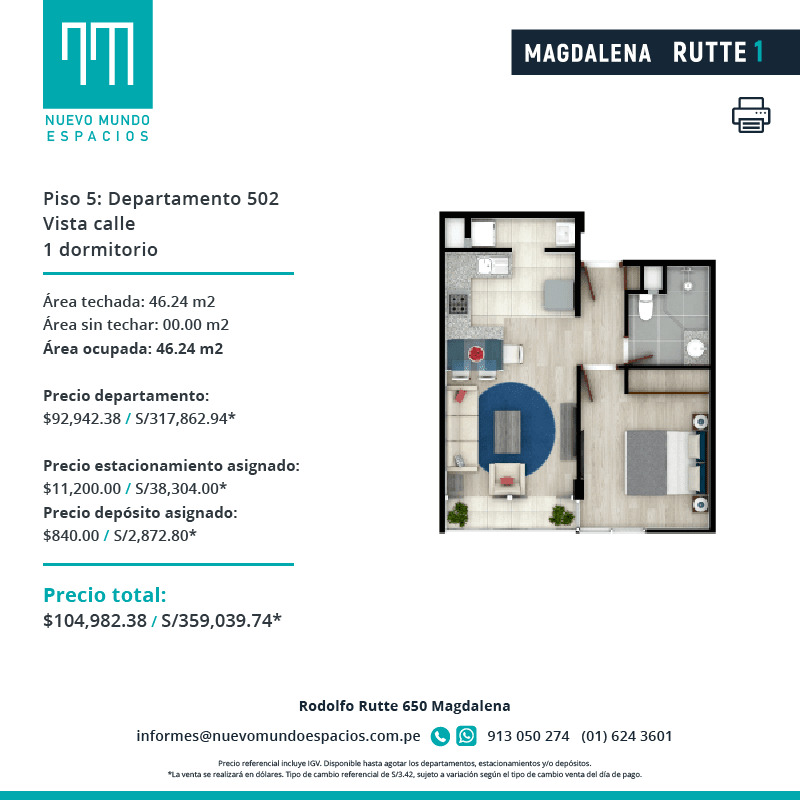 NUEVO MUNDO
ESPACIOS
MAGDALENA RUTTE 1
Piso 5: Departamento 502
Vista calle
1 dormitorio
Área techada: 46.24 m2
Área sin techar: 00.00 m2
Área ocupada: 46.24 m2
Precio departamento:
$92,942.38 / S/317,862.94*
Precio estacionamiento asignado:
$11,200.00 / S/38,304.00*
Precio depósito asignado:
$840.00 / S/2,872.80*
Precio total:
$104,982.38 / S/359,039.74*
Rodolfo Rutte 650 Magdalena
informes@nuevomundoespacios.com.pe 913 050 274 (01) 624 3601
Precio referencial incluye IGV. Disponible hasta agotar los departamentos, estacionamientos y/o depósitos.
*La venta se realizará en dólares. Tipo de cambio referencial de S/3.42, sujeto a variación según el tipo de cambio venta del día de pago.